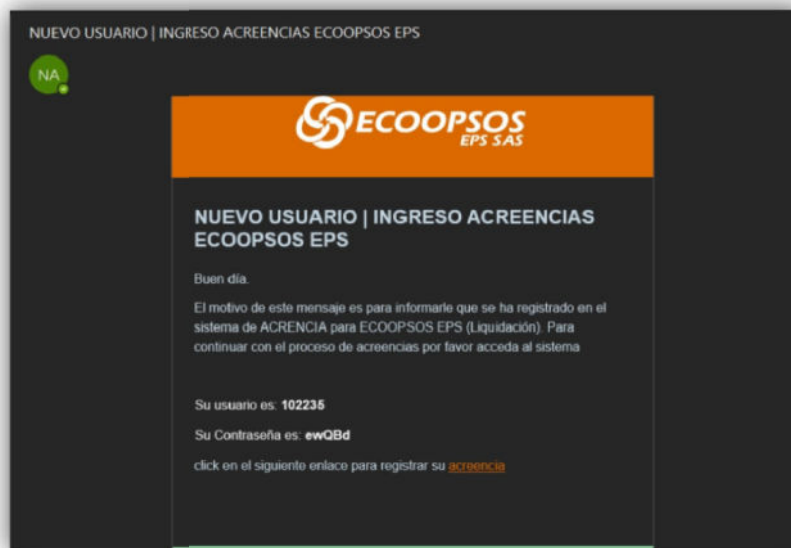 NUEVO USUARIO | INGRESO ACREENCIAS ECOOPSOS EPS
NA
ECOOPSOS
EPS SAS
NUEVO USUARIO | INGRESO ACREENCIAS
ECOOPSOS EPS
Buen día.
El motivo de este mensaje es para informarle que se ha registrado en el
sistema de ACRENCIA para ECOOPSOS EPS (Liquidación). Para
continuar con el proceso de acreencias por favor acceda al sistema
Su usuario es: 102235
Su Contraseña es: ewQBd
click en el siguiente enlace para registrar su acreencia